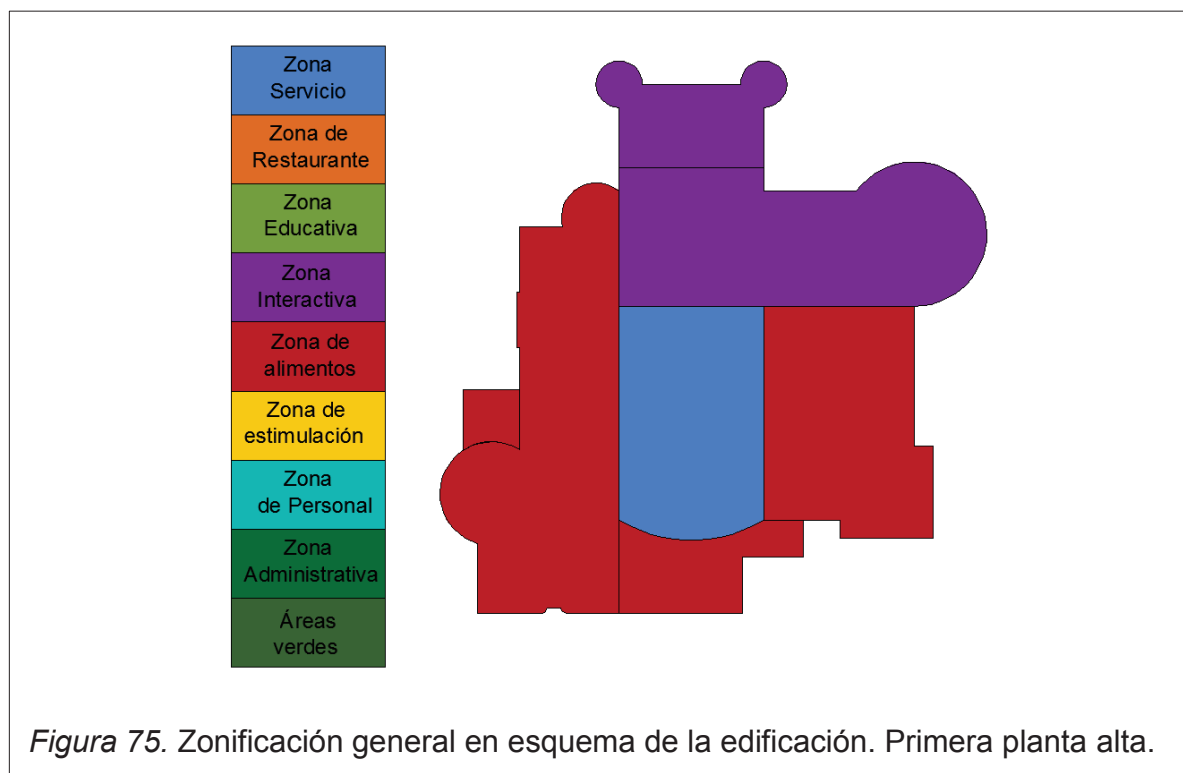 Zona
Servicio
Zona de
Restaurante
Zona
Educativa
Zona
Interactiva
Zona de
alimentos
Zona de
estimulación
Zona
de Personal
Zona
Administrativa
Áreas
verdes
Figura 75. Zonificación general en esquema de la edificación. Primera planta alta.